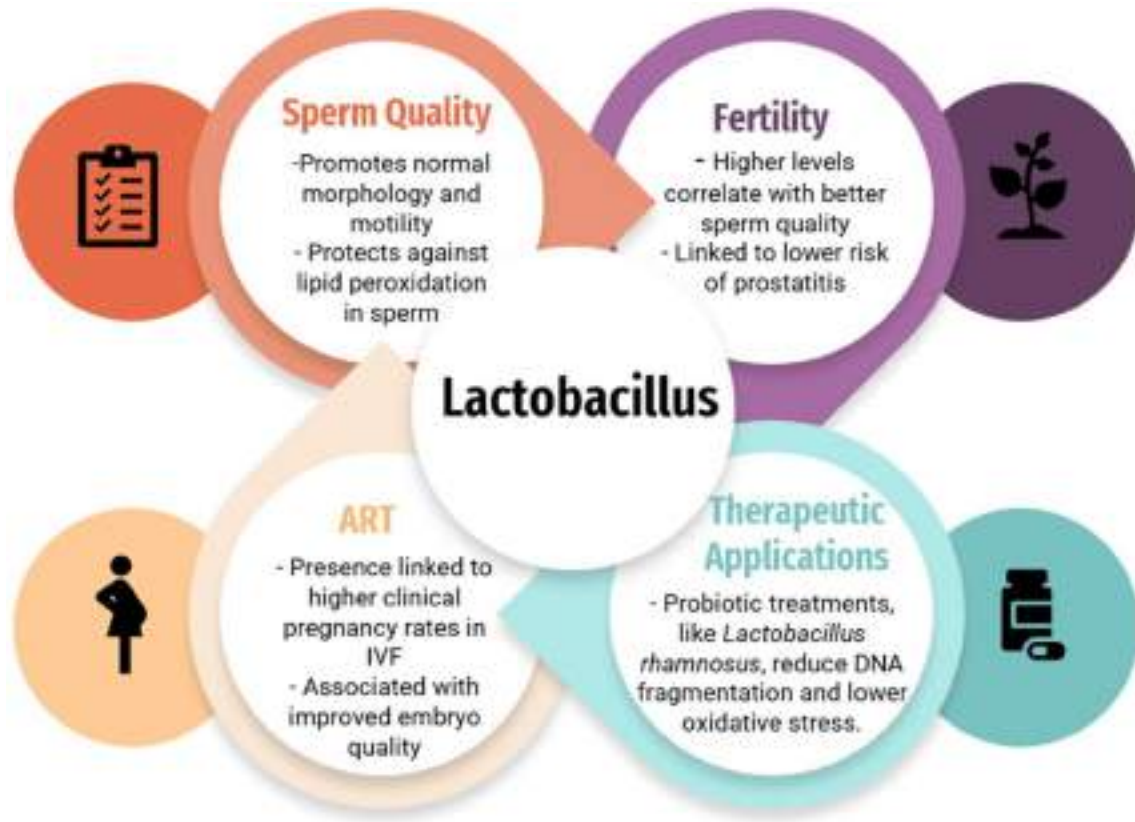 Sperm Quality
-Promotes normal
morphology and
motility
- Protects against
lipid peroxidation
in sperm
Fertility
- Higher levels
correlate with better
sperm quality
- Linked to lower risk
of prostatitis
Lactobacillus
ART
- Presence linked to
higher clinical
pregnancy rates in
IVF
- Associated with
improved embryo
quality
Therapeutic
Applications
- Probiotic treatments,
like Lactobacillus
rhamnosus, reduce DNA
fragmentation and lower
oxidative stress.